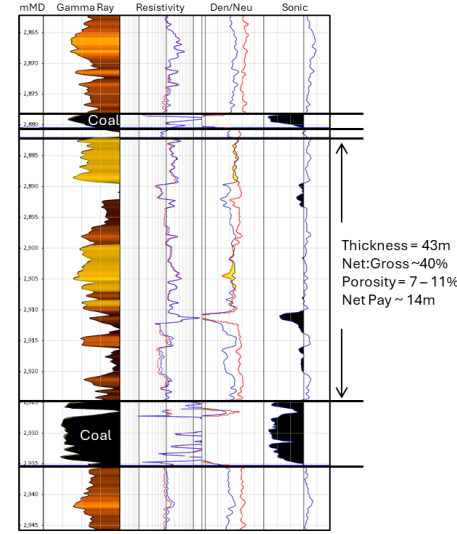 mMD Gamma Ray Resistivity Den/Neu Sonic
2,865
2,870
2,875
2,880
Coal
2,885
2,890
2,895
Thickness = 43m
2,900
Net:Gross ~40%
2,905
Porosity = 7 – 11%
Net Pay ~ 14m
2,910
2,915
2,920
2,925
2,930
Coal
2,935
2,940
2,945